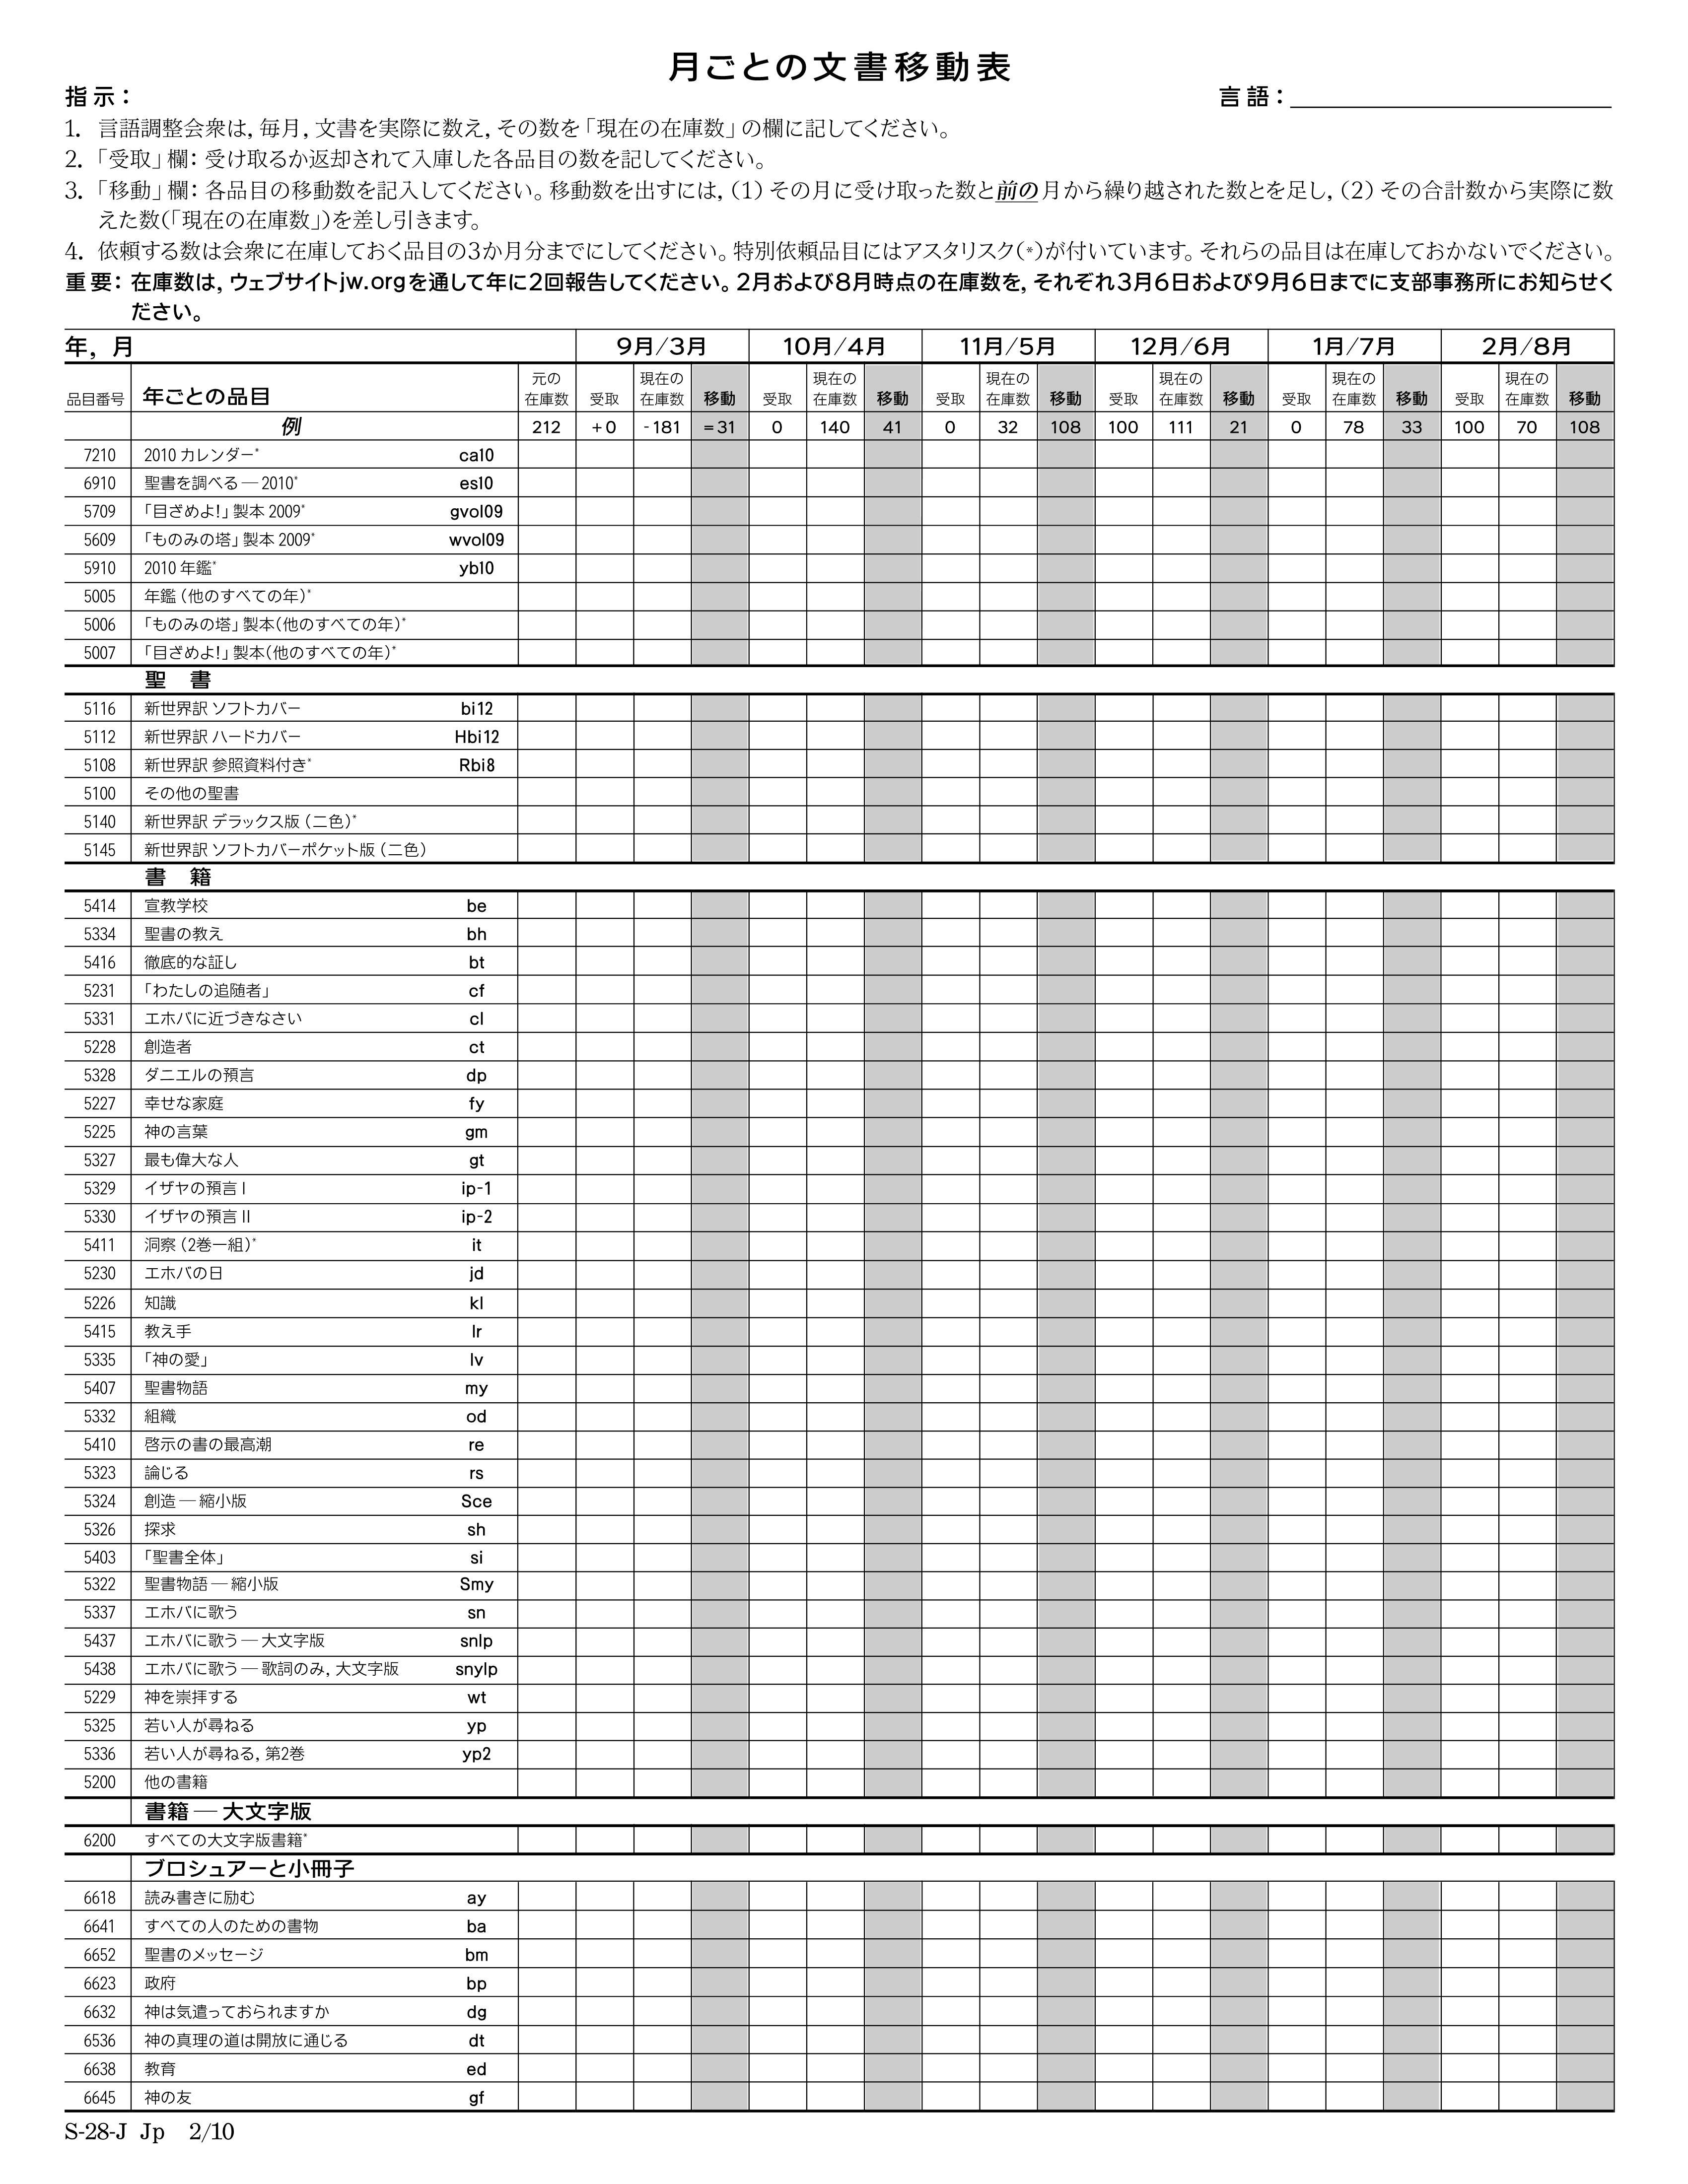 月ごとの文書移動表
指示：
言語：
1. 言語調整会衆は，毎月，文書を実際に数え，その数を「現在の在庫数」の欄に記してください。
2. 「受取」欄：受け取るか返却されて入庫した各品目の数を記してください。
3. 「移動」欄：各品目の移動数を記入してください。移動数を出すには，（1）その月に受け取った数と前の月から繰り越された数とを足し，（2）その合計数から実際に数
えた数（「現在の在庫数」）を差し引きます。
4. 依頼する数は会衆に在庫しておく品目の3か月分までにしてください。特別依頼品目にはアスタリスク（*）が付いています。それらの品目は在庫しておかないでください。
重要：在庫数は，ウェブサイトjw.orgを通して年に2回報告してください。2月および8月時点の在庫数を，それぞれ3月6日および9月6日までに支部事務所にお知らせく
ださい。
年，月 9月/3月 10月/4月 11月/5月 12月/6月 1月/7月 2月/8月
品目番号 年ごとの品目 元の在庫数 受取 現在の在庫数 移動 受取 現在の在庫数 移動 受取 現在の在庫数 移動 受取 現在の在庫数 移動 受取 現在の在庫数 移動 受取 現在の在庫数 移動
例 212 +0 -181 =31 0 140 41 0 32 108 100 111 21 0 78 33 100 70 108
7210 2010 カレンダー* ca10
6910 聖書を調べる ― 2010* es10
5709 「目ざめよ！」製本 2009* gvol09
5609 「ものみの塔」製本 2009* wvol09
5910 2010 年鑑* yb10
5005 年鑑（他のすべての年）*
5006 「ものみの塔」製本（他のすべての年）*
5007 「目ざめよ！」製本（他のすべての年）*
聖 書
5116 新世界訳 ソフトカバー bi12
5112 新世界訳 ハードカバー Hbi12
5108 新世界訳 参照資料付き* Rbi8
5100 その他の聖書
5140 新世界訳 デラックス版（二色）*
5145 新世界訳 ソフトカバーポケット版（二色）
書 籍
5414 宣教学校 be
5334 聖書の教え bh
5416 徹底的な証し bt
5231 「わたしの追随者」 cf
5331 エホバに近づきなさい cl
5228 創造者 ct
5328 ダニエルの預言 dp
5227 幸せな家庭 fy
5225 神の言葉 gm
5327 最も偉大な人 gt
5329 イザヤの預言 I ip-1
5330 イザヤの預言 II ip-2
5411 洞察（2巻一組）* it
5230 エホバの日 jd
5226 知識 kl
5415 教え手 lr
5335 「神の愛」 lv
5407 聖書物語 my
5332 組織 od
5410 啓示の書の最高潮 re
5323 論じる rs
5324 創造 ― 縮小版 Sce
5326 探求 sh
5403 「聖書全体」 si
5322 聖書物語 ― 縮小版 Smy
5337 エホバに歌う sn
5437 エホバに歌う ― 大文字版 snlp
5438 エホバに歌う ― 歌詞のみ，大文字版 snylp
5229 神を崇拝する wt
5325 若い人が尋ねる yp
5336 若い人が尋ねる，第2巻 yp2
5200 他の書籍
書籍 ― 大文字版
6200 すべての大文字版書籍*
ブロシュアーと小冊子
6618 読み書きに励む ay
6641 すべての人のための書物 ba
6652 聖書のメッセージ bm
6623 政府 bp
6632 神は気遣っておられますか dg
6536 神の真理の道は開放に通じる dt
6638 教育 ed
6645 神の友 gf
S-28-J Jp 2/10